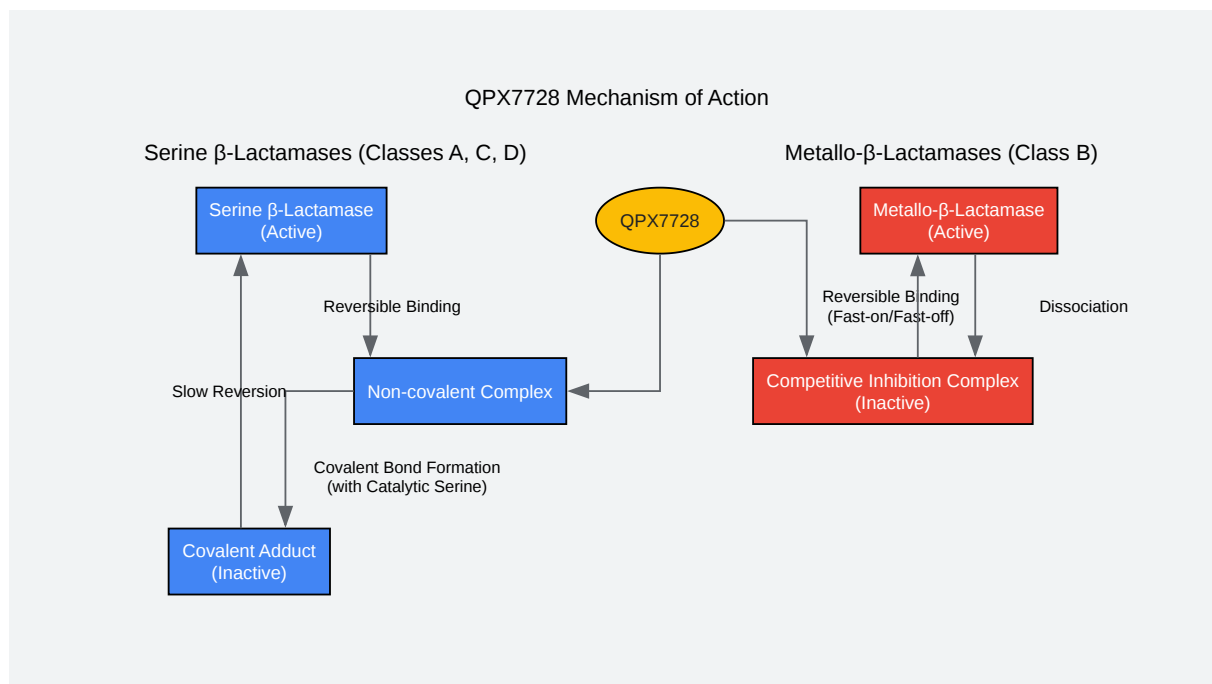 QPX7728 Mechanism of Action
Serine β-Lactamases (Classes A, C, D)
Metallo-β-Lactamases (Class B)
Serine β-Lactamase
(Active)
QPX7728
Metallo-β-Lactamase
(Active)
Reversible Binding
Reversible Binding
(Fast-on/Fast-off)
Dissociation
Slow Reversion
Non-covalent Complex
Competitive Inhibition Complex
(Inactive)
Covalent Bond Formation
(with Catalytic Serine)
Covalent Adduct
(Inactive)